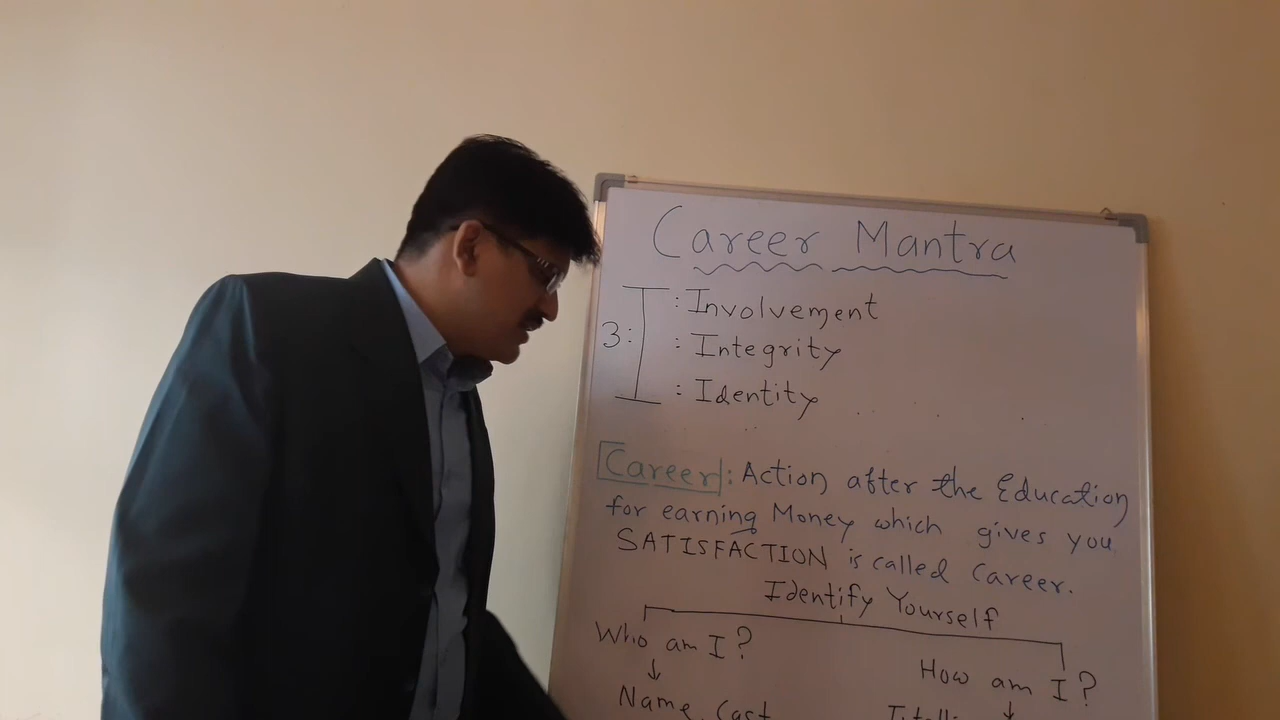 Career Mantra
3: I : Involvement
: Integrity
: Identity
Career : Action after the Education
for earning Money which gives you
SATISFACTION is called Career.
Identify Yourself
Who am I?
How am I?
Name, Cast